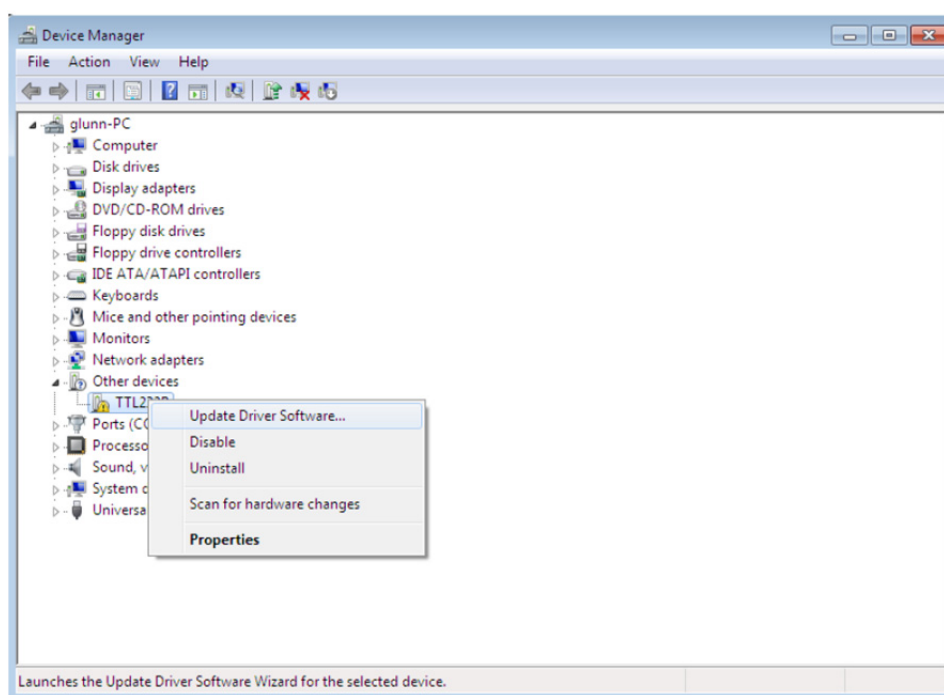 Device Manager
File Action View Help
glunn-PC
Computer
Disk drives
Display adapters
DVD/CD-ROM drives
Floppy disk drives
Floppy drive controllers
IDE ATA/ATAPI controllers
Keyboards
Mice and other pointing devices
Monitors
Network adapters
Other devices
Update Driver Software...
Ports
Disable
Uninstall
Sound,
System
Scan for hardware changes
Properties
Launches the Update Driver Software Wizard for the selected device.